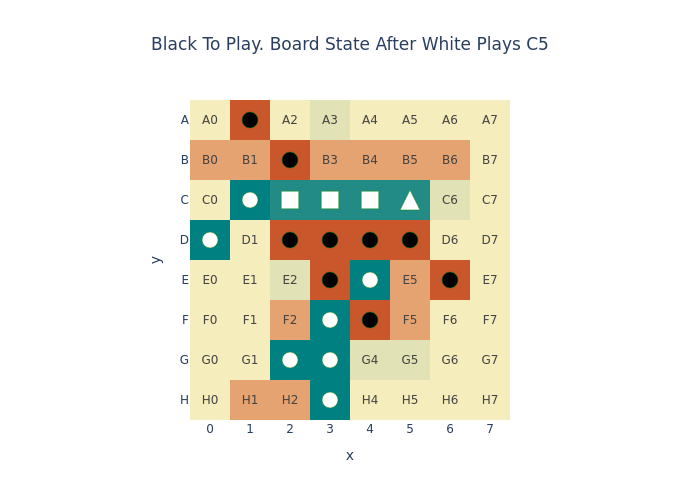 Black To Play. Board State After White Plays C5
A A0 A2 A3 A4 A5 A6 A7
B B0 B1 B3 B4 B5 B6 B7
C C0 C6 C7
D D1 D6 D7
y
E E0 E1 E2 E5 E7
F F0 F1 F2 F5 F6 F7
G G0 G1 G4 G5 G6 G7
H H0 H1 H2 H4 H5 H6 H7
0 1 2 3 4 5 6 7
x